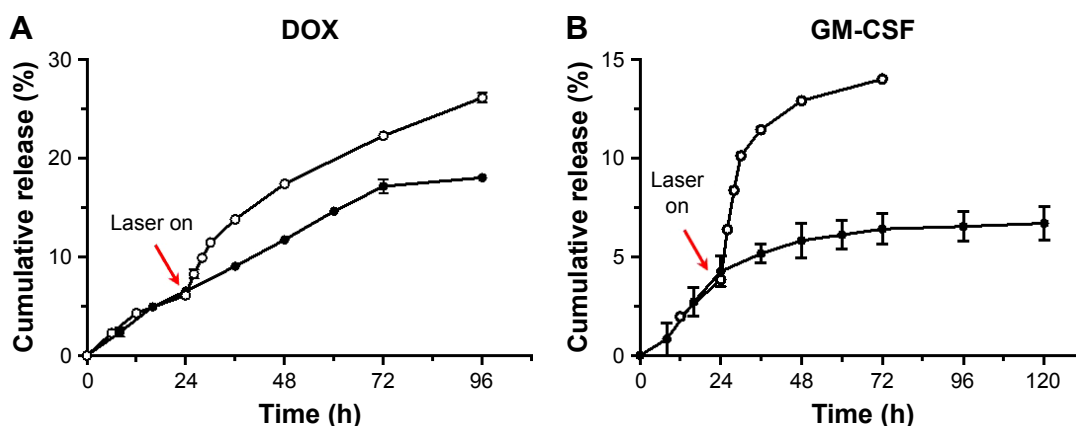 A
DOX
Cumulative release (%)
30
20
10
0
Laser on
0 24 48 72 96
Time (h)
B
GM-CSF
Cumulative release (%)
15
10
5
0
Laser
on
0 24 48 72 96 120
Time (h)